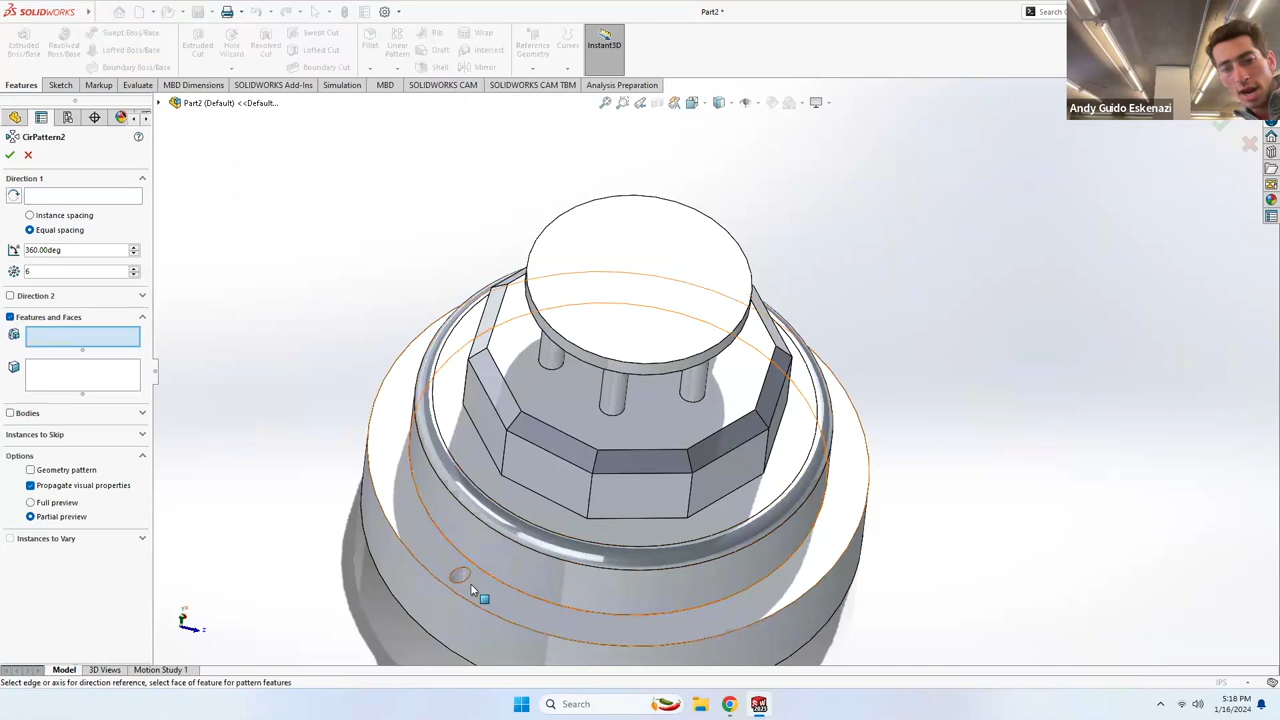 SOLIDWORKS
Part2 *
Search C
Extruded Boss/Base
Revolved Boss/Base
Swept Boss/Base
Lofted Boss/Base
Boundary Boss/Base
Extruded Cut
Hole Wizard
Revolved Cut
Swept Cut
Lofted Cut
Boundary Cut
Fillet
Linear Pattern
Rib
Draft
Shell
Wrap
Intersect
Mirror
Reference Geometry
Curves
Instant3D
Features
Sketch
Markup
Evaluate
MBD Dimensions
SOLIDWORKS Add-Ins
Simulation
MBD
SOLIDWORKS CAM
SOLIDWORKS CAM TBM
Analysis Preparation
Andy Guido Eskenazi
Part2 (Default) <<Default...
CirPattern2
Direction 1
Instance spacing
Equal spacing
360.00deg
6
Direction 2
Features and Faces
Bodies
Instances to Skip
Options
Geometry pattern
Propagate visual properties
Full preview
Partial preview
Instances to Vary
Z
Model
3D Views
Motion Study 1
Select edge or axis for direction reference, select face of feature for pattern features
IPS
Search
5:18 PM
1/16/2024